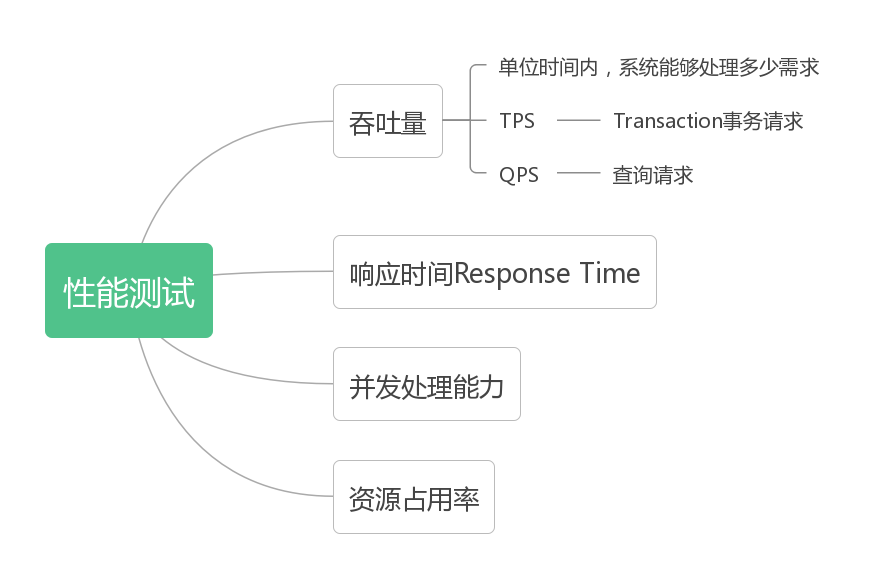 单位时间内，系统能够处理多少需求
吞吐量
TPS
Transaction事务请求
QPS
查询请求
响应时间Response Time
性能测试
并发处理能力
资源占用率